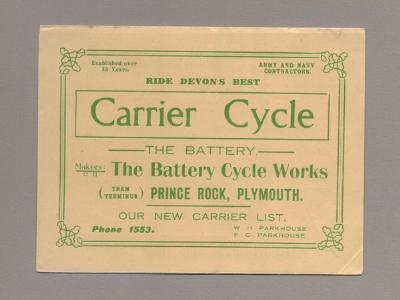 Established over
35 Years.
ARMY AND NAVY
CONTRACTORS.
RIDE DEVON'S BEST
Carrier Cycle
THE BATTERY.
Makers: The Battery Cycle Works
(TRAM TERMINUS) PRINCE ROCK, PLYMOUTH.
OUR NEW CARRIER LIST.
Phone 1553.
W. H. PARKHOUSE
F. C. PARKHOUSE